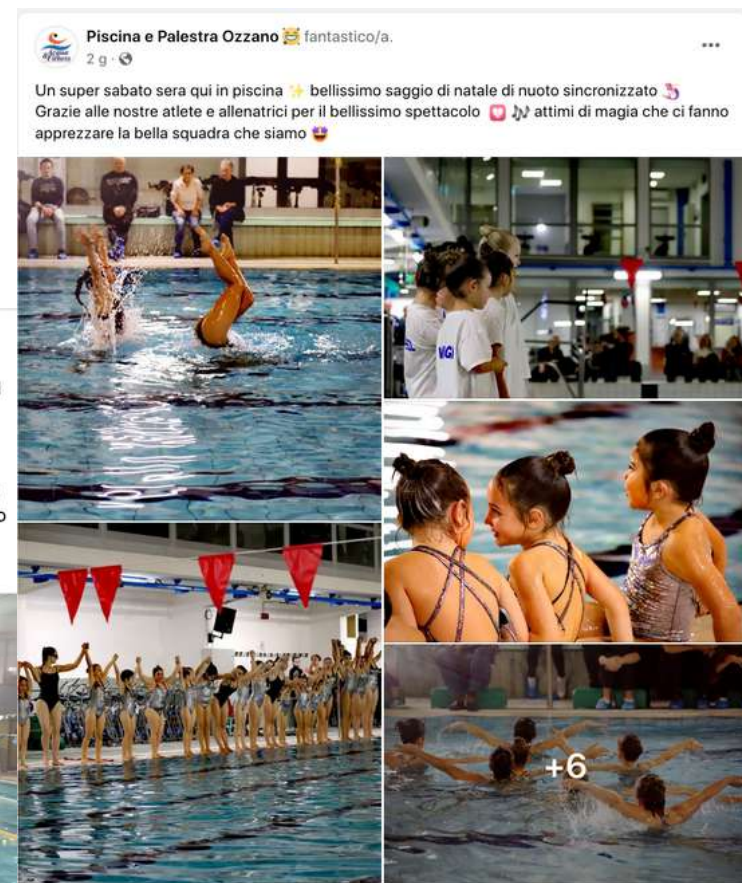 Piscina e Palestra Ozzano 😹 fantastico/a.
2 g ·
Un super sabato sera qui in piscina ✨ bellissimo saggio di natale di nuoto sincronizzato 🧜‍♀️
Grazie alle nostre atlete e allenatrici per il bellissimo spettacolo 💟 🎶 attimi di magia che ci fanno
apprezzare la bella squadra che siamo 🤩
+6